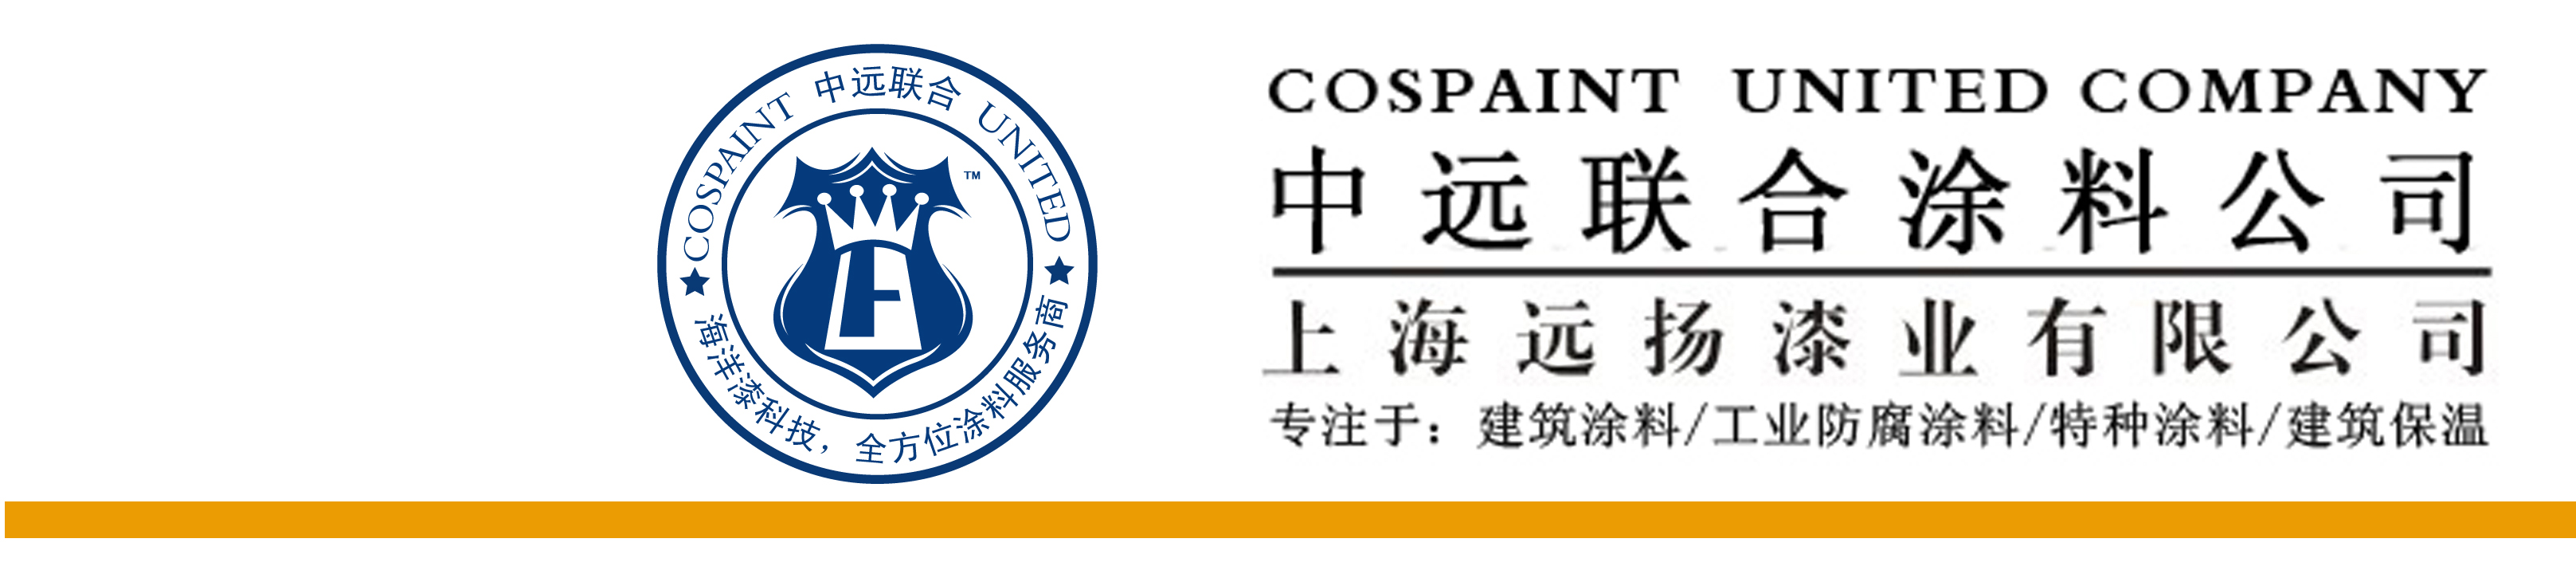 COSPAINT 中远联合 UNITED
TM
★ 海洋漆科技，全方位涂料服务商 ★
COSPAINT UNITED COMPANY
中远联合涂料公司
上海远扬漆业有限公司
专注于：建筑涂料/工业防腐涂料/特种涂料/建筑保温